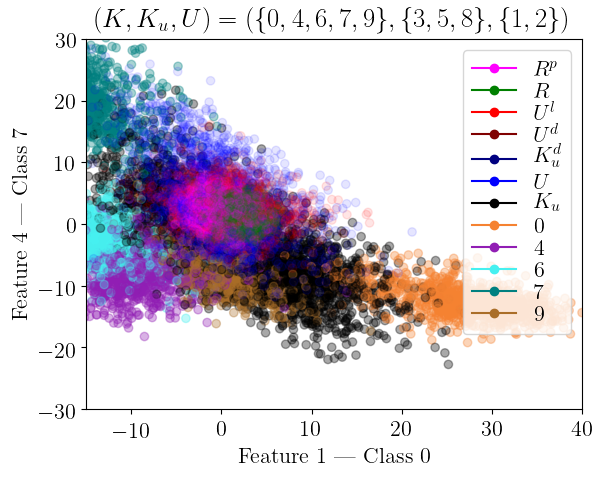 (K, K_u, U) = ({0, 4, 6, 7, 9}, {3, 5, 8}, {1, 2})
Feature 4 — Class 7
30
20
10
0
−10
−20
−30
R^p
R
U^l
U^d
K_u^d
U
K_u
0
4
6
7
9
−10
0
10
20
30
40
Feature 1 — Class 0